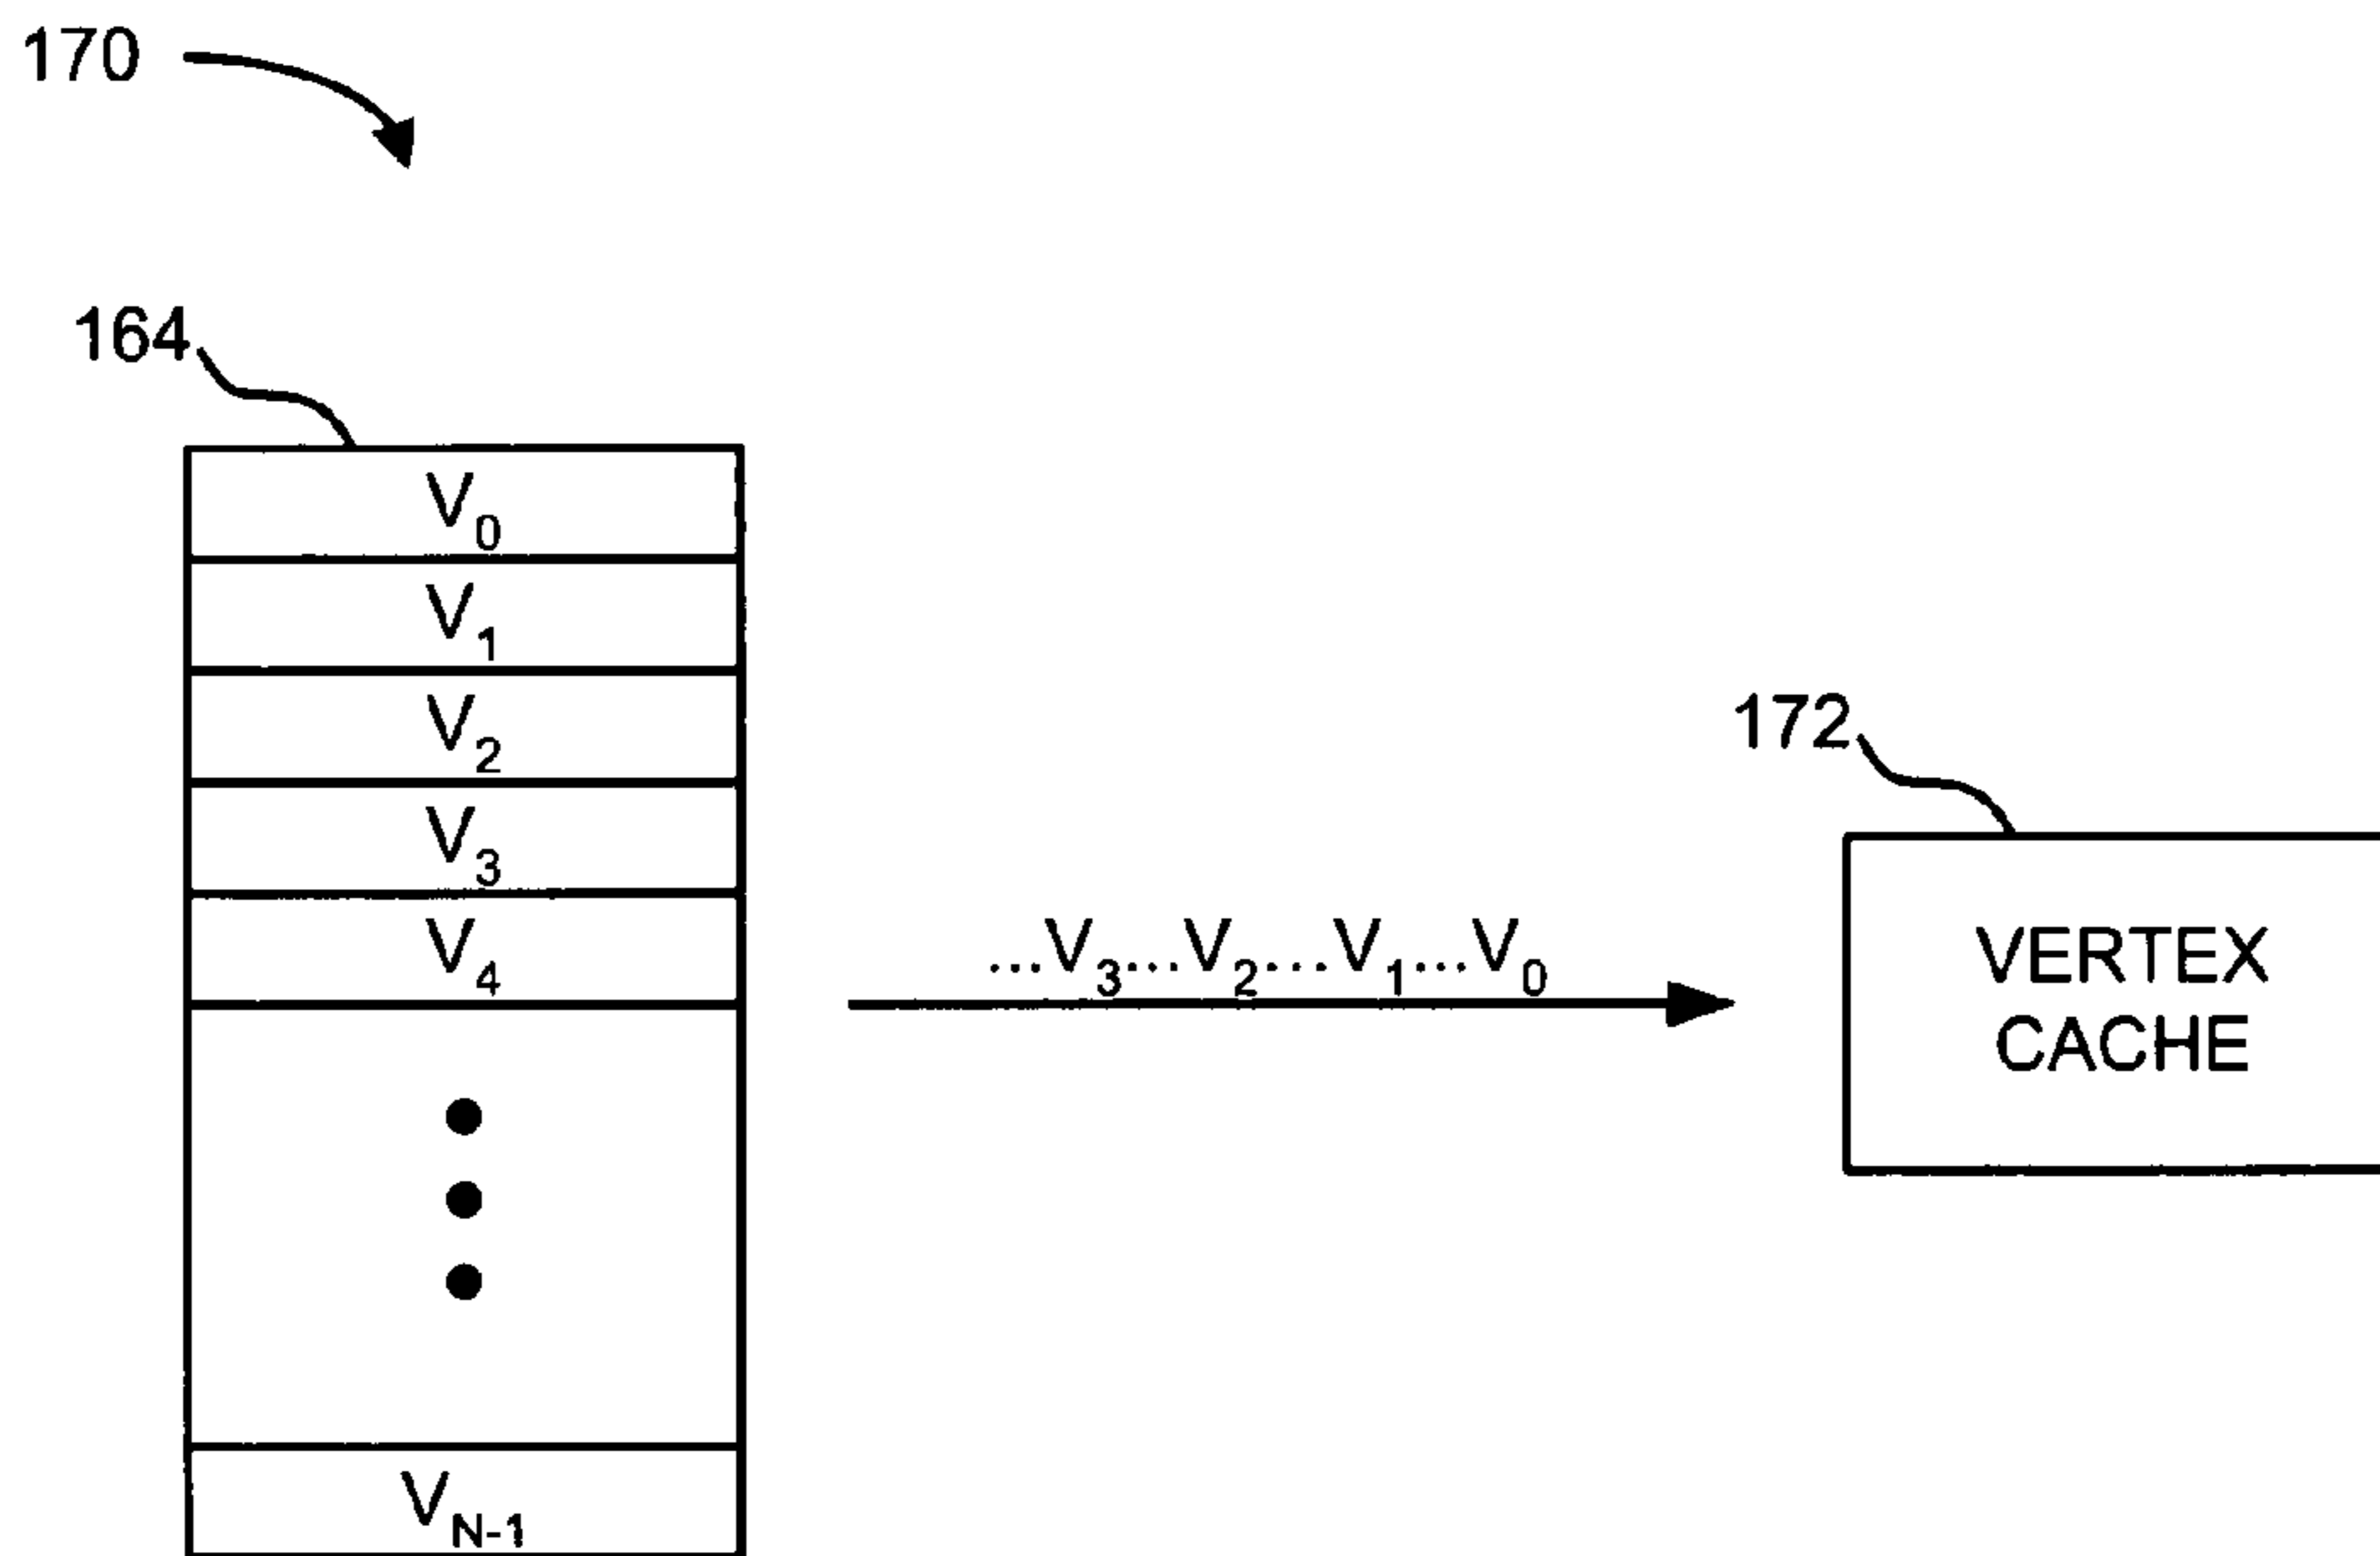 170
164
V₀
V₁
V₂
V₃
V₄
Vₙ₋₁
...V₃...V₂...V₁...V₀
172
VERTEX
CACHE